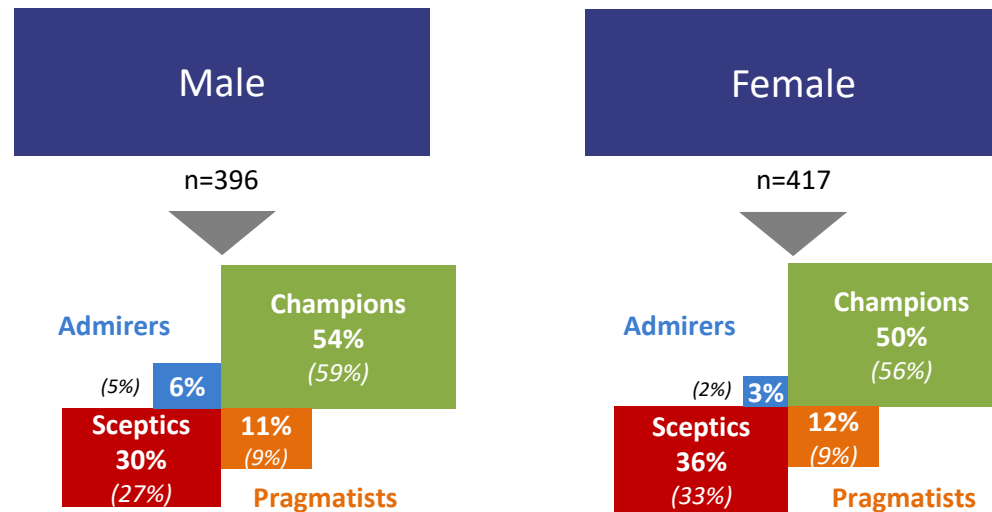 Male
n=396
Admirers
Champions
54%
(59%)
(5%)
6%
Sceptics
30%
(27%)
11%
(9%)
Pragmatists
Female
n=417
Admirers
Champions
50%
(56%)
(2%)
3%
Sceptics
36%
(33%)
12%
(9%)
Pragmatists